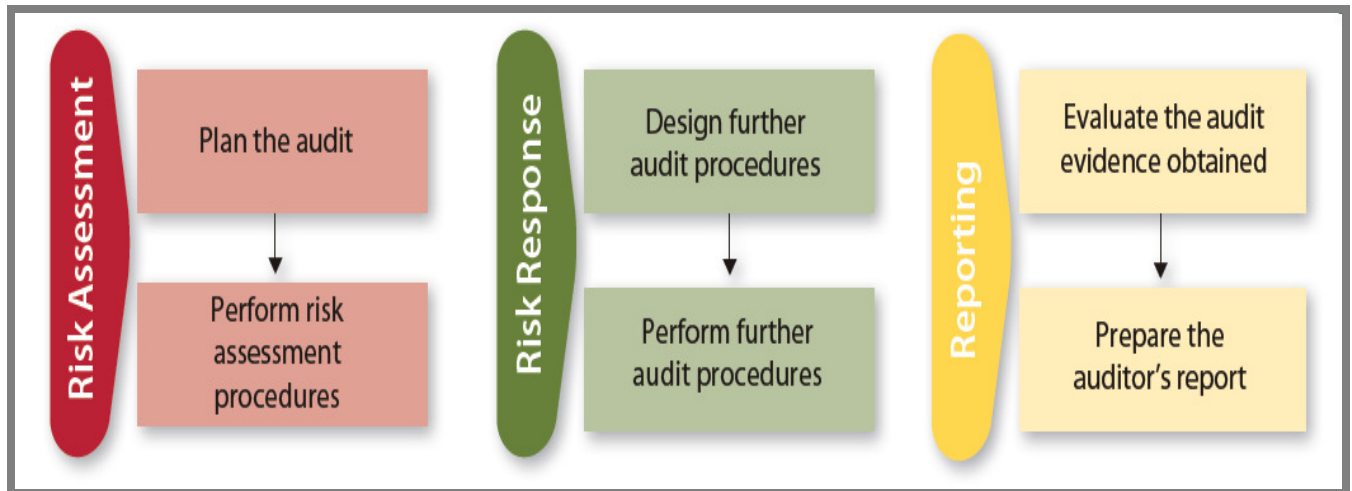 Risk Assessment
Plan the audit
Perform risk
assessment
procedures
Risk Response
Design further
audit procedures
Perform further
audit procedures
Reporting
Evaluate the audit
evidence obtained
Prepare the
auditor’s report